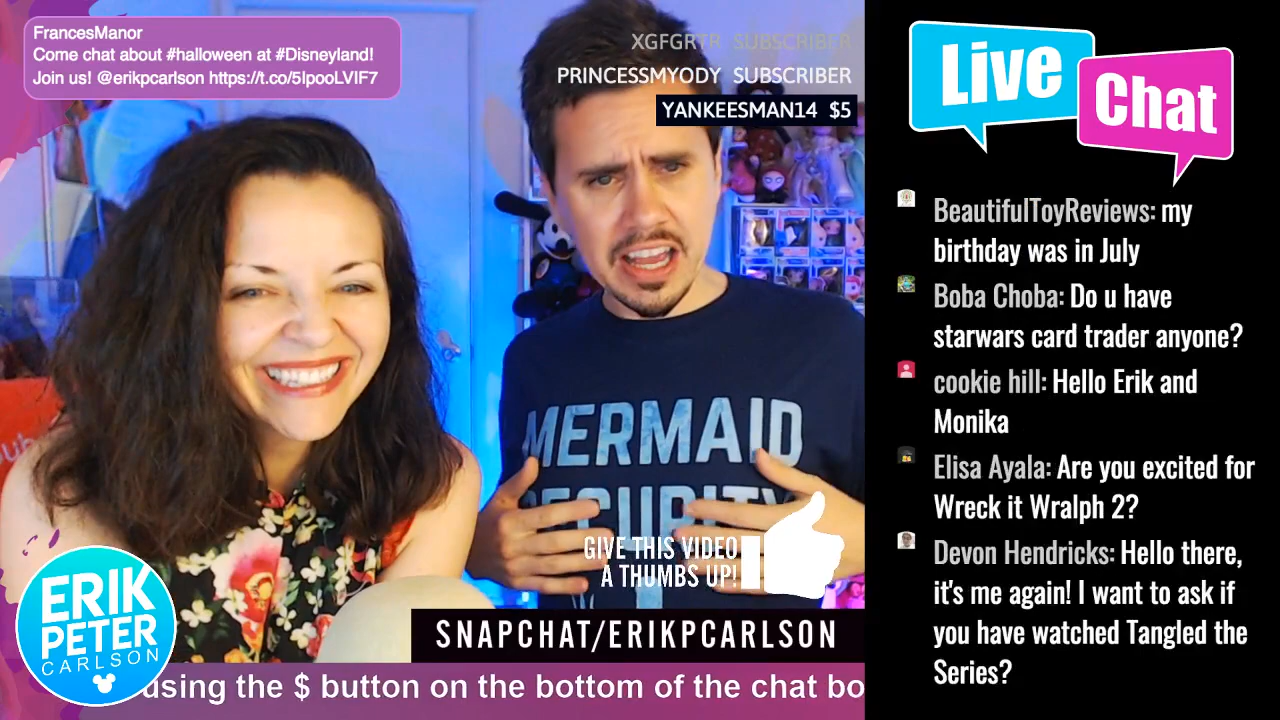 FrancesManor
Come chat about #halloween at #Disneyland!
Join us! @erikpcarlson https://t.co/5IpooLVIF7
XGFGRTR SUBSCRIBER
PRINCESSMYODY SUBSCRIBER
YANKEESMAN14 $5
MERMAID
SECURITY
GIVE THIS VIDEO
A THUMBS UP!
SNAPCHAT/ERIKPCARLSON
ERIK
PETER
CARLSON
using the $ button on the bottom of the chat bo
Live
Chat
BeautifulToyReviews: my
birthday was in July
Boba Choba: Do u have
starwars card trader anyone?
cookie hill: Hello Erik and
Monika
Elisa Ayala: Are you excited for
Wreck it Wralph 2?
Devon Hendricks: Hello there,
it's me again! I want to ask if
you have watched Tangled the
Series?